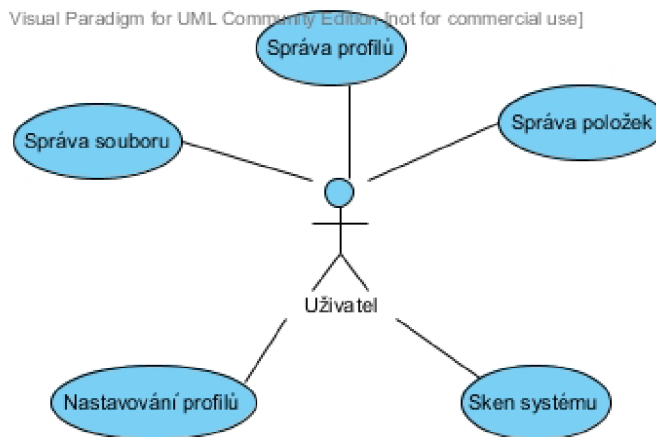 Visual Paradigm for UML Community Edition [not for commercial use]
Správa profilů
Správa položek
Správa souboru
Uživatel
Nastavování profilů
Sken systému